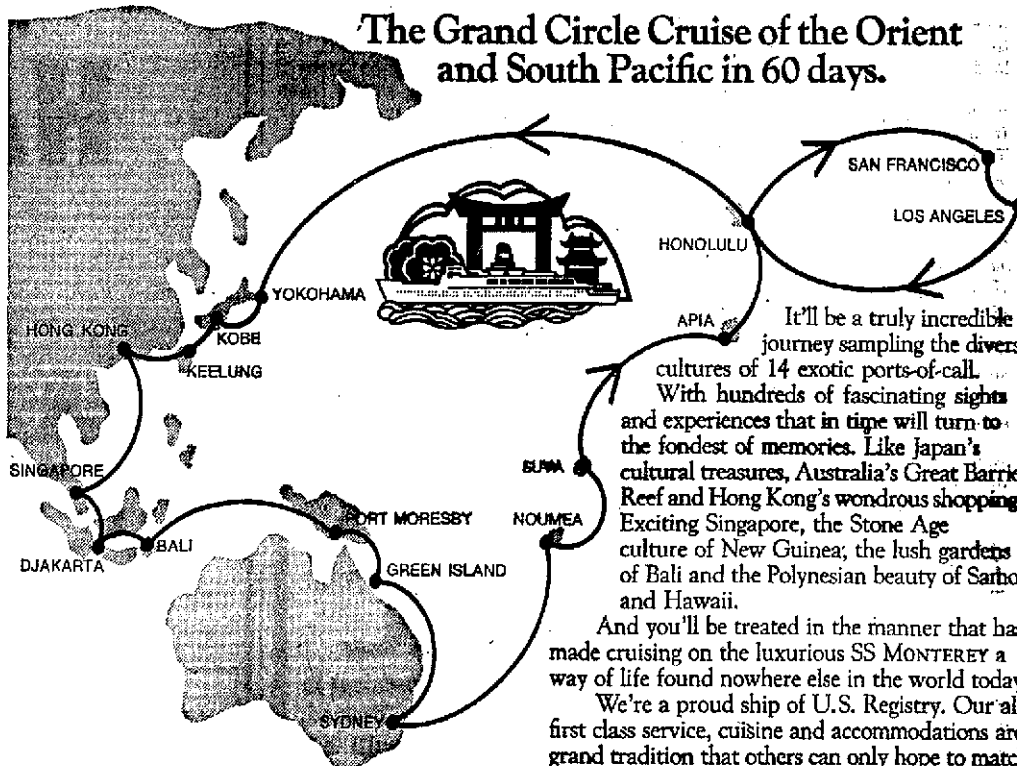 The Grand Circle Cruise of the Orient
and South Pacific in 60 days.
SAN FRANCISCO
LOS ANGELES
HONOLULU
YOKOHAMA
KOBE
HONG KONG
KEELUNG
APIA
SINGAPORE
SUVA
NOUMEA
PORT MORESBY
BALI
DJAKARTA
GREEN ISLAND
SYDNEY
It'll be a truly incredible
journey sampling the divers
cultures of 14 exotic ports-of-call.
With hundreds of fascinating sights
and experiences that in time will turn to
the fondest of memories. Like Japan's
cultural treasures, Australia's Great Barrie
Reef and Hong Kong's wondrous shopping
Exciting Singapore, the Stone Age
culture of New Guinea, the lush gardens
of Bali and the Polynesian beauty of Samo
and Hawaii.
And you'll be treated in the manner that ha
made cruising on the luxurious SS MONTEREY a
way of life found nowhere else in the world today
We're a proud ship of U.S. Registry. Our al
first class service, cuisine and accommodations are
grand tradition that others can only hope to matc